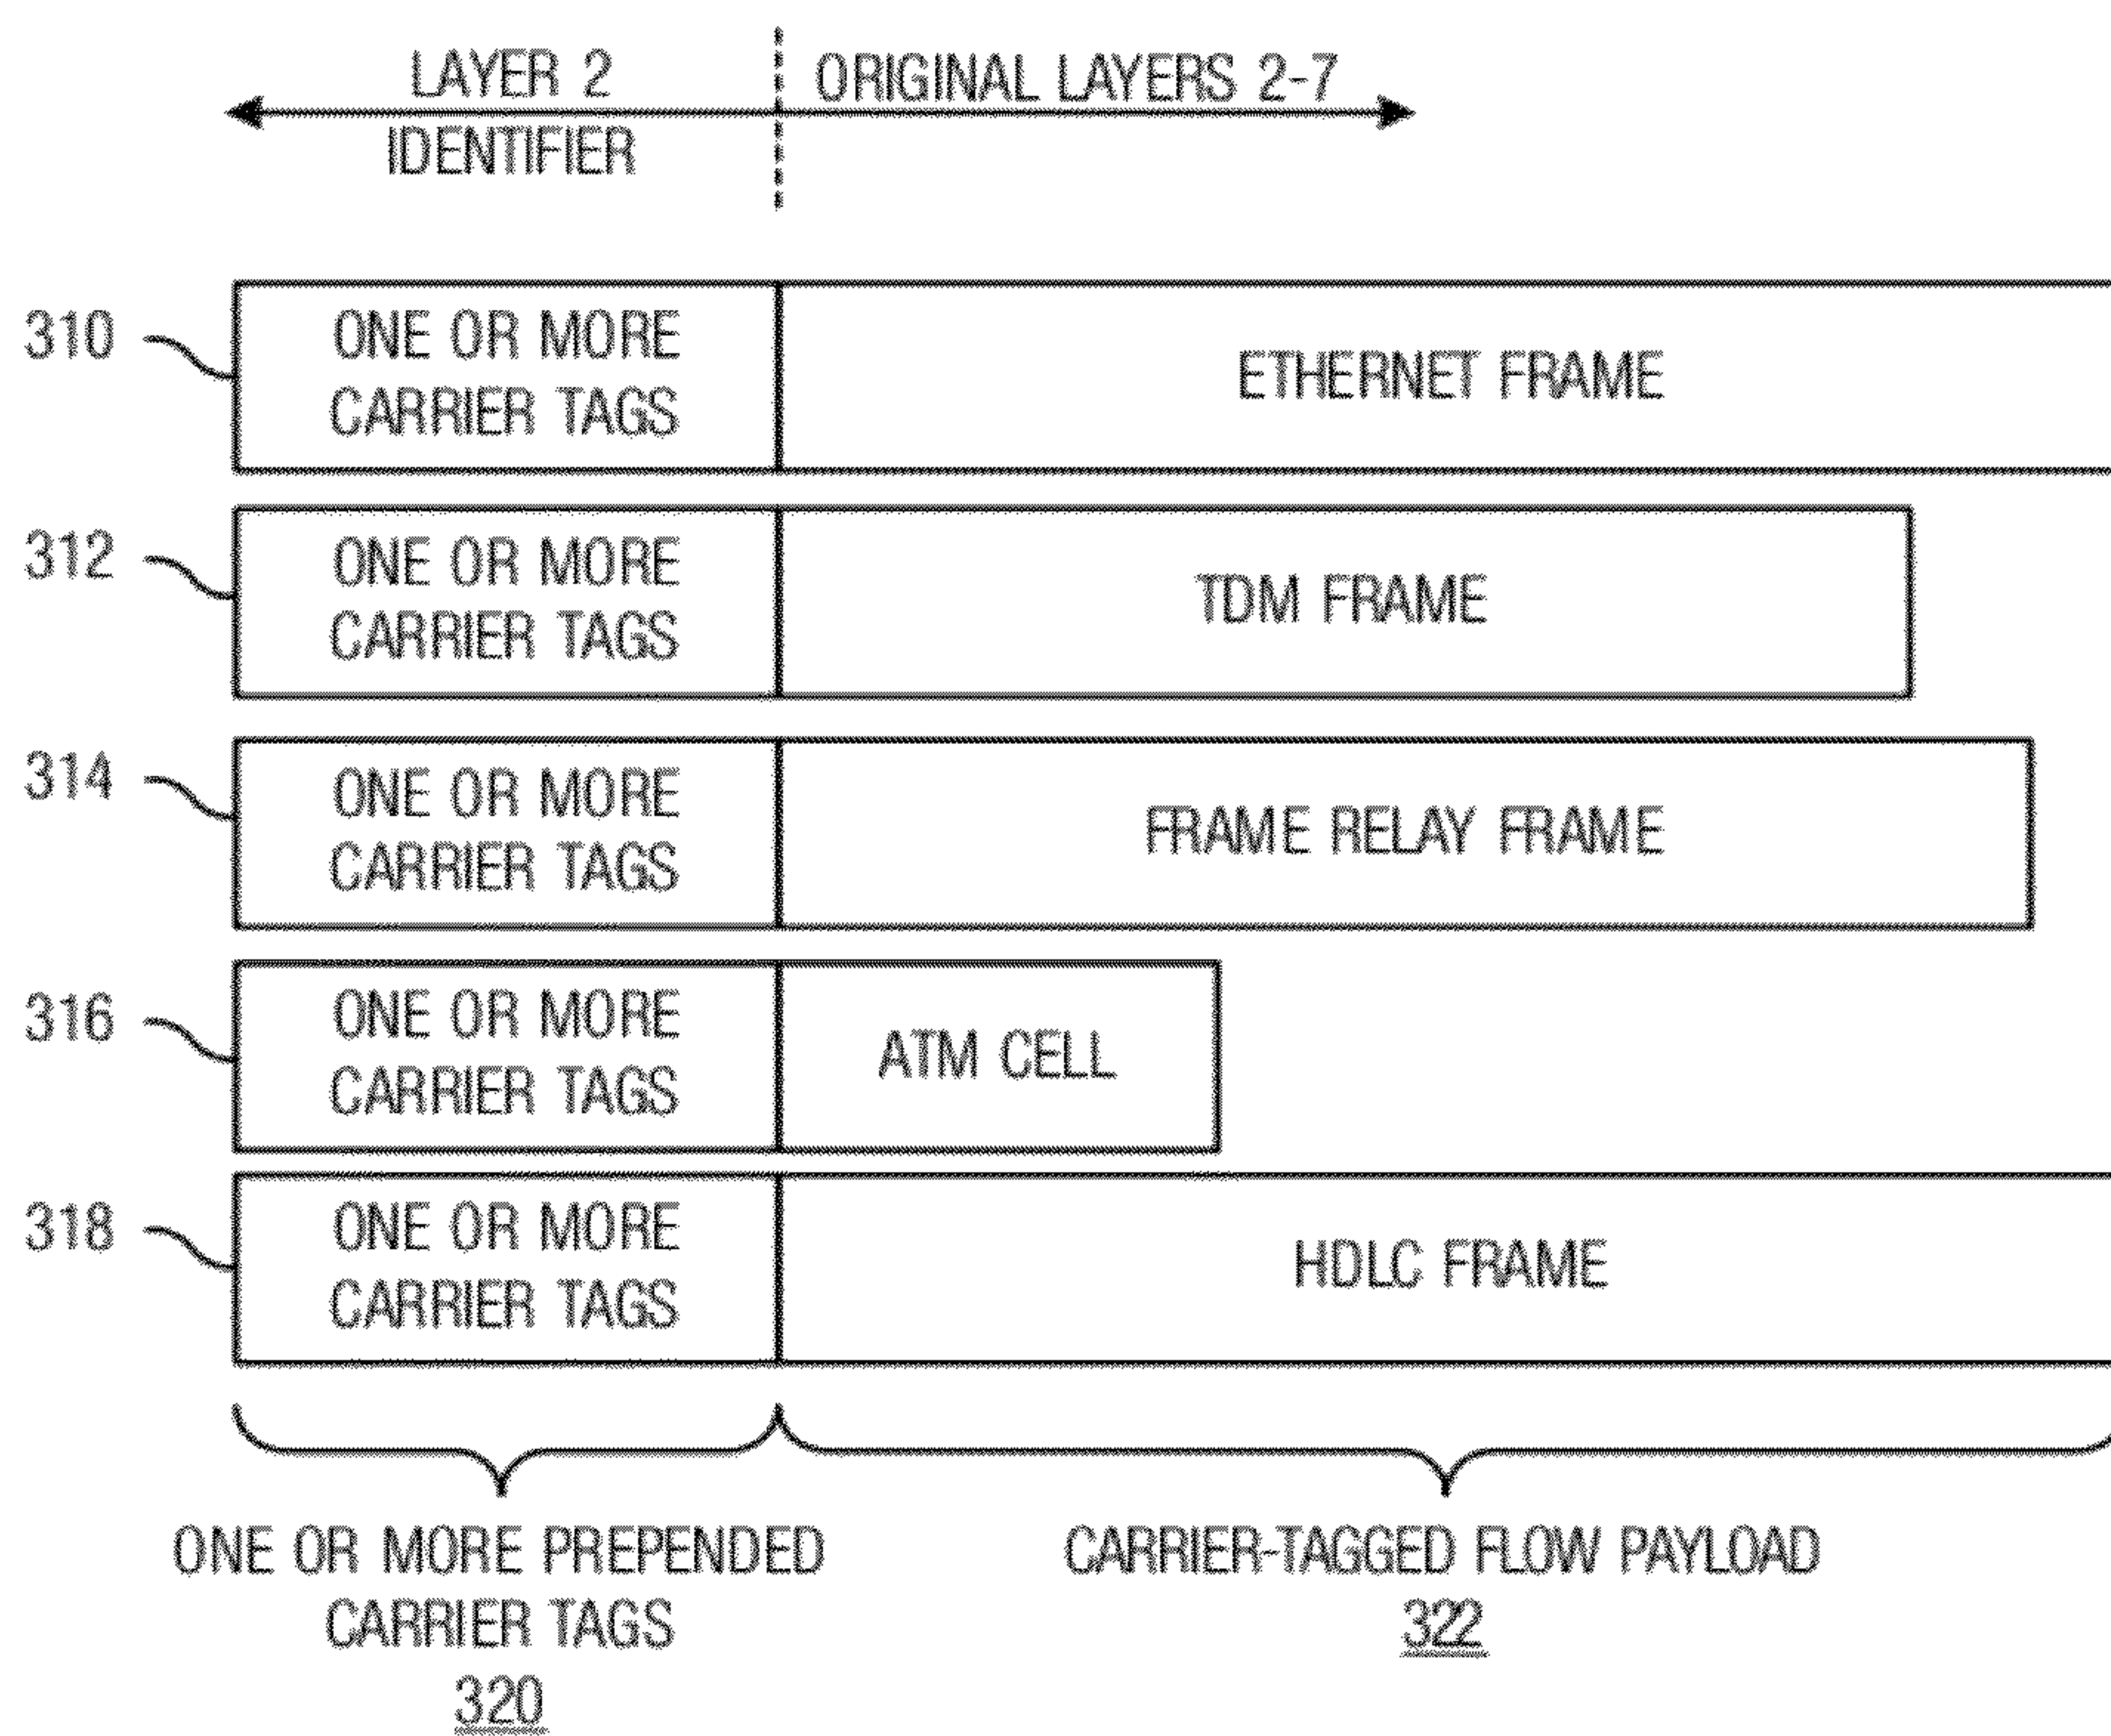 LAYER 2
IDENTIFIER
ORIGINAL LAYERS 2-7
310
ONE OR MORE
CARRIER TAGS
ETHERNET FRAME
312
ONE OR MORE
CARRIER TAGS
TDM FRAME
314
ONE OR MORE
CARRIER TAGS
FRAME RELAY FRAME
316
ONE OR MORE
CARRIER TAGS
ATM CELL
318
ONE OR MORE
CARRIER TAGS
HDLC FRAME
ONE OR MORE PREPENDED
CARRIER TAGS
320
CARRIER-TAGGED FLOW PAYLOAD
322